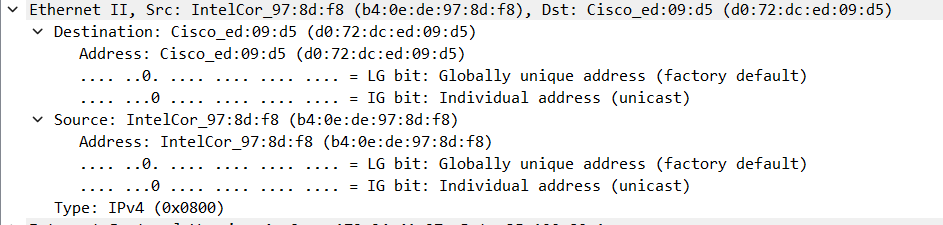 Ethernet II, Src: IntelCor_97:8d:f8 (b4:0e:de:97:8d:f8), Dst: Cisco_ed:09:d5 (d0:72:dc:ed:09:d5)
Destination: Cisco_ed:09:d5 (d0:72:dc:ed:09:d5)
Address: Cisco_ed:09:d5 (d0:72:dc:ed:09:d5)
.... ..0. .... .... .... .... = LG bit: Globally unique address (factory default)
.... ...0 .... .... .... .... = IG bit: Individual address (unicast)
Source: IntelCor_97:8d:f8 (b4:0e:de:97:8d:f8)
Address: IntelCor_97:8d:f8 (b4:0e:de:97:8d:f8)
.... ..0. .... .... .... .... = LG bit: Globally unique address (factory default)
.... ...0 .... .... .... .... = IG bit: Individual address (unicast)
Type: IPv4 (0x0800)